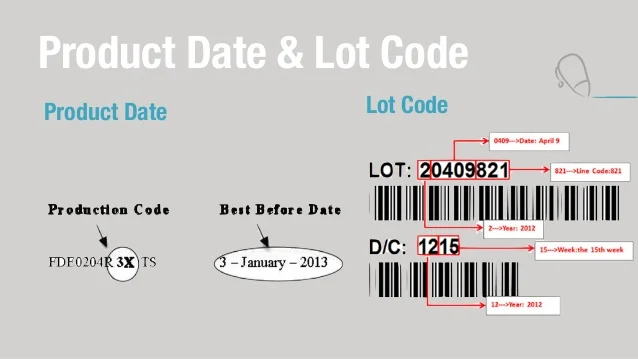 Product Date & Lot Code
Product Date
Production Code
Best Before Date
FDE0204R 3X TS
3 – January – 2013
Lot Code
0409--->Date: April 9
LOT: 20409821
821--->Line Code:821
2--->Year: 2012
D/C: 1215
15--->Week:the 15th week
12--->Year: 2012